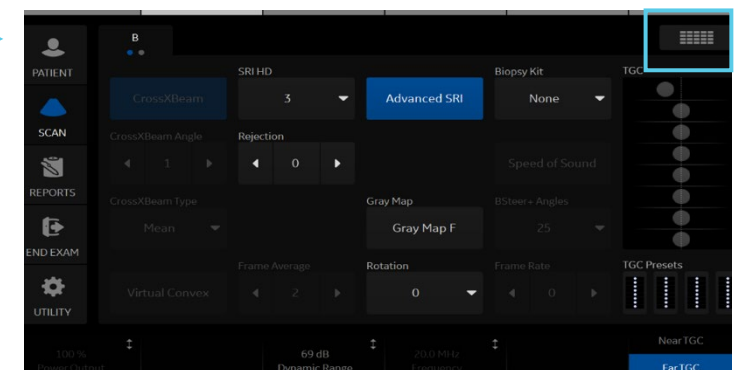 B
PATIENT
SRI HD
Biopsy Kit
TGC
CrossXBeam
3
Advanced SRI
None
SCAN
CrossXBeam Angle
Rejection
1
0
Speed of Sound
REPORTS
CrossXBeam Type
Gray Map
BSteer+ Angles
Mean
Gray Map F
25
END EXAM
Frame Average
Rotation
Frame Rate
TGC Presets
Virtual Convex
2
0
0
UTILITY
Near TGC
100 %
69 dB
20.0 MHz
Power Output
Dynamic Range
Frequency
Far TGC